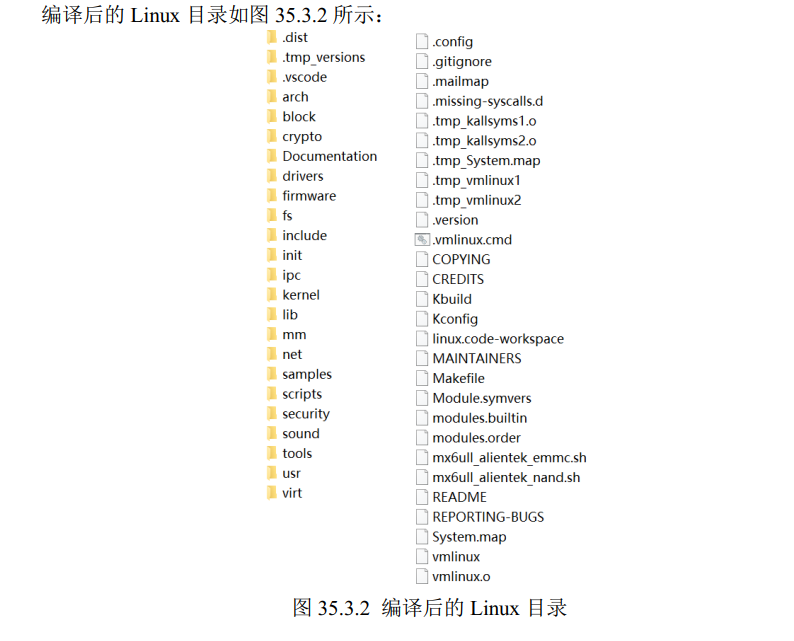 编译后的 Linux 目录如图 35.3.2 所示：
.dist
.tmp_versions
.vscode
arch
block
crypto
Documentation
drivers
firmware
fs
include
init
ipc
kernel
lib
mm
net
samples
scripts
security
sound
tools
usr
virt
.config
.gitignore
.mailmap
.missing-syscalls.d
.tmp_kallsyms1.o
.tmp_kallsyms2.o
.tmp_System.map
.tmp_vmlinux1
.tmp_vmlinux2
.version
.vmlinux.cmd
COPYING
CREDITS
Kbuild
Kconfig
linux.code-workspace
MAINTAINERS
Makefile
Module.symvers
modules.builtin
modules.order
mx6ull_alientek_emmc.sh
mx6ull_alientek_nand.sh
README
REPORTING-BUGS
System.map
vmlinux
vmlinux.o
图 35.3.2 编译后的 Linux 目录